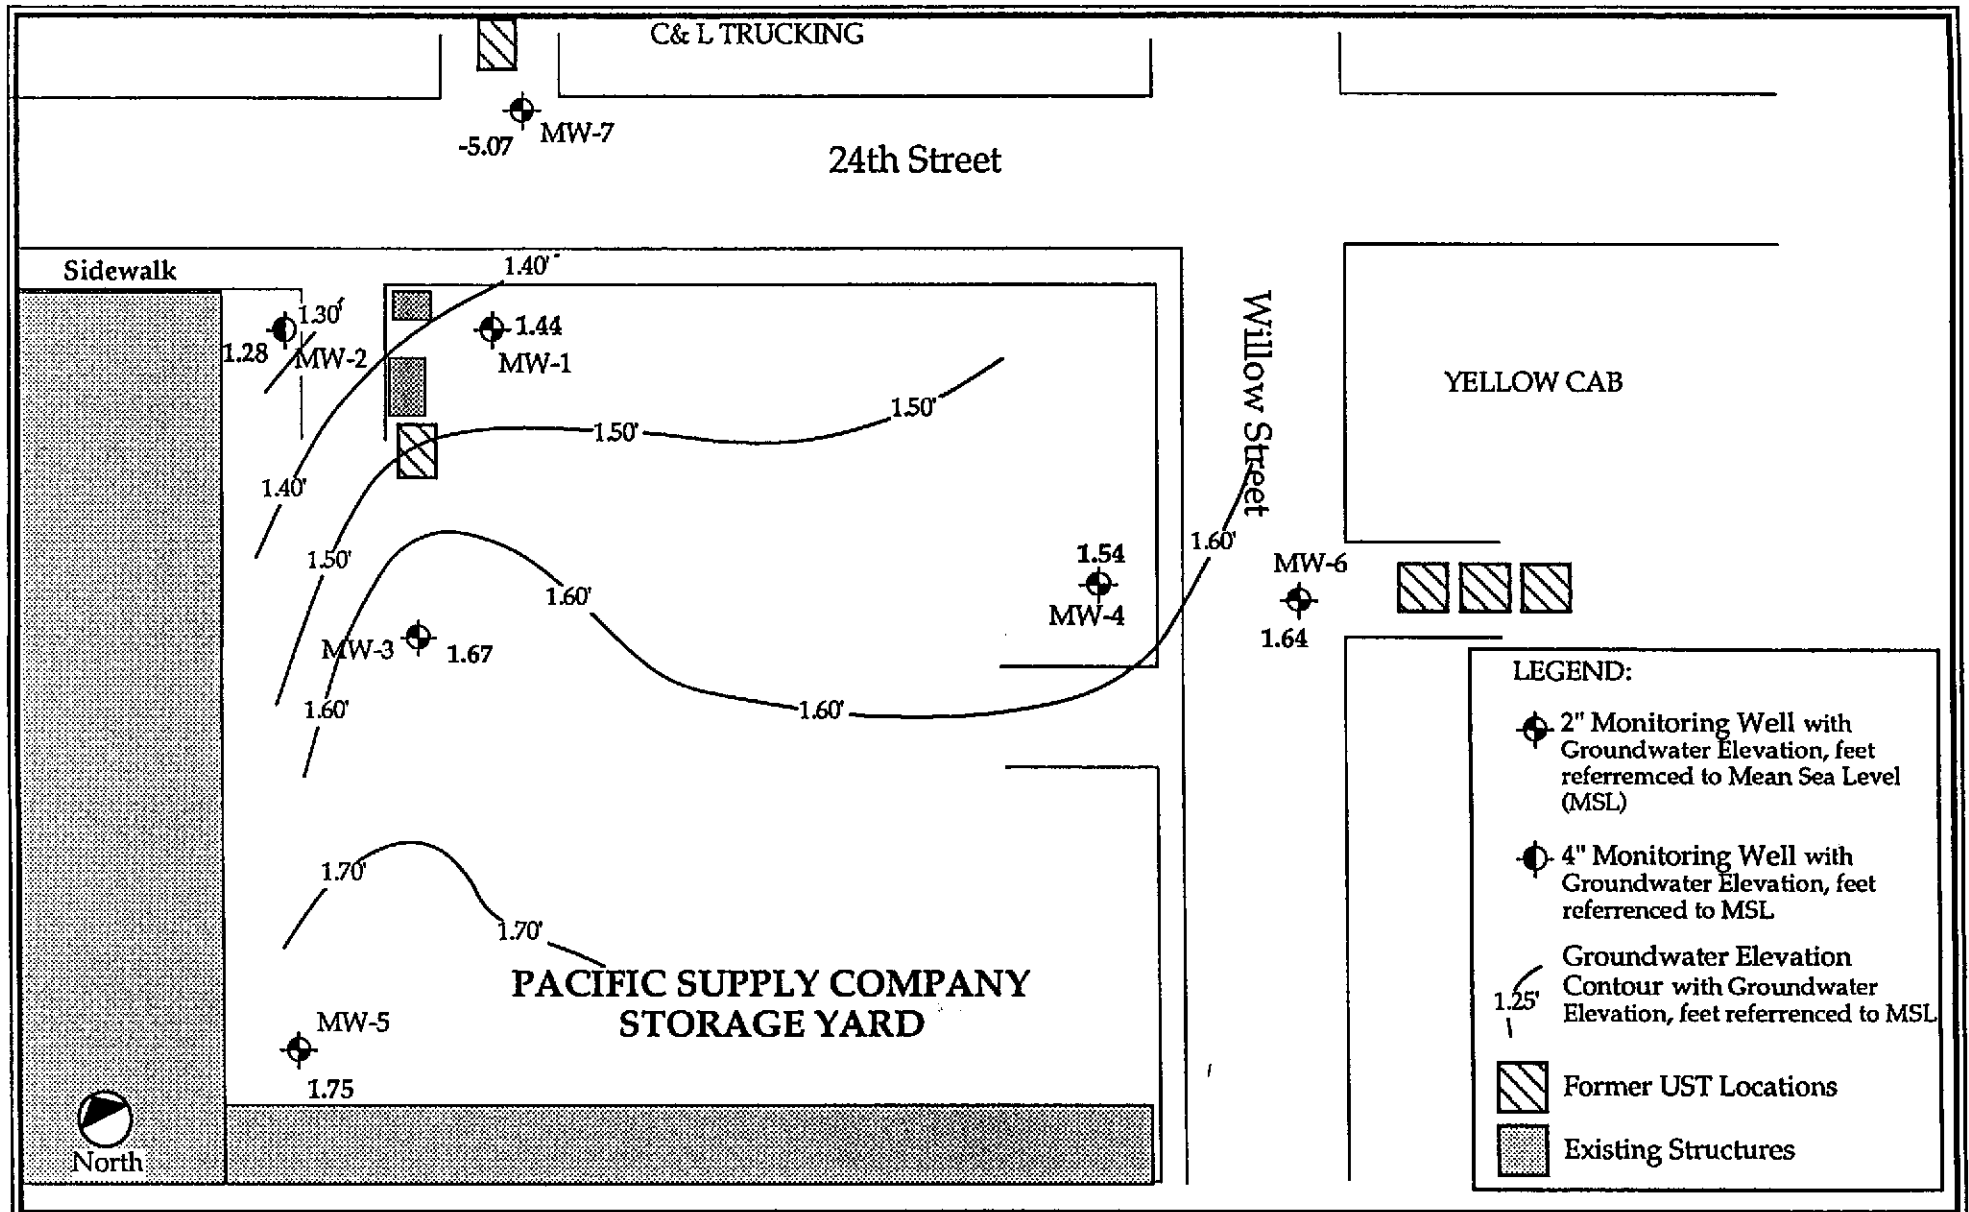 C& L TRUCKING
MW-7
-5.07
24th Street
Sidewalk
1.40'
1.30'
1.44
1.28
MW-2
MW-1
Willow Street
YELLOW CAB
1.50'
1.50'
1.40'
1.50'
1.60'
1.54
1.60'
MW-6
MW-4
1.60'
MW-3
1.67
1.64
1.60'
1.60'
1.70'
1.70'
PACIFIC SUPPLY COMPANY
STORAGE YARD
MW-5
1.75
North
LEGEND:
2" Monitoring Well with
Groundwater Elevation, feet
referremced to Mean Sea Level
(MSL)
4" Monitoring Well with
Groundwater Elevation, feet
referrenced to MSL
Groundwater Elevation
Contour with Groundwater
Elevation, feet referrenced to MSL
1.25'
Former UST Locations
Existing Structures